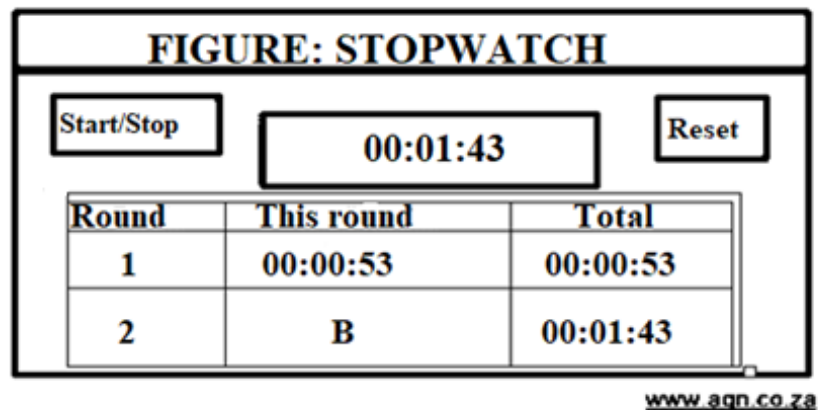 FIGURE: STOPWATCH
Start/Stop
00:01:43
Reset
Round This round Total
1 00:00:53 00:00:53
2 B 00:01:43
www.aqn.co.za